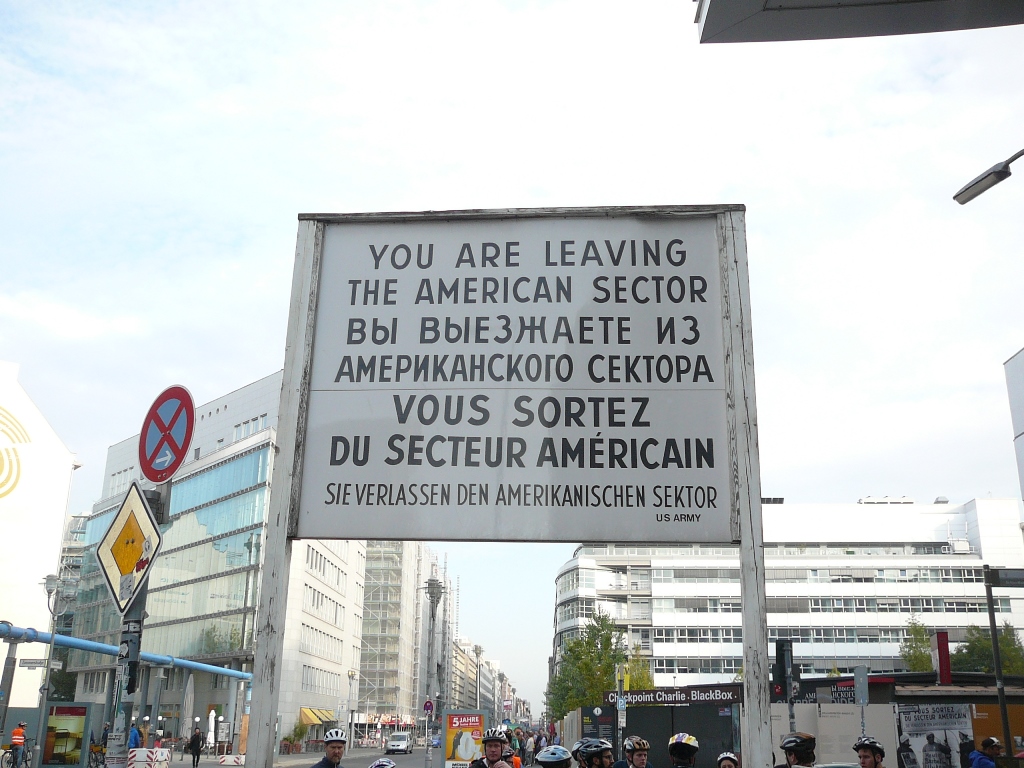 YOU ARE LEAVING
THE AMERICAN SECTOR
ВЫ ВЫЕЗЖАЕТЕ ИЗ
АМЕРИКАНСКОГО СЕКТОРА
VOUS SORTEZ
DU SECTEUR AMÉRICAIN
SIE VERLASSEN DEN AMERIKANISCHEN SEKTOR
US ARMY
Checkpoint Charlie - BlackBox
5 JAHRE
VOUS SORTEZ
DU SECTEUR AMÉRICAIN